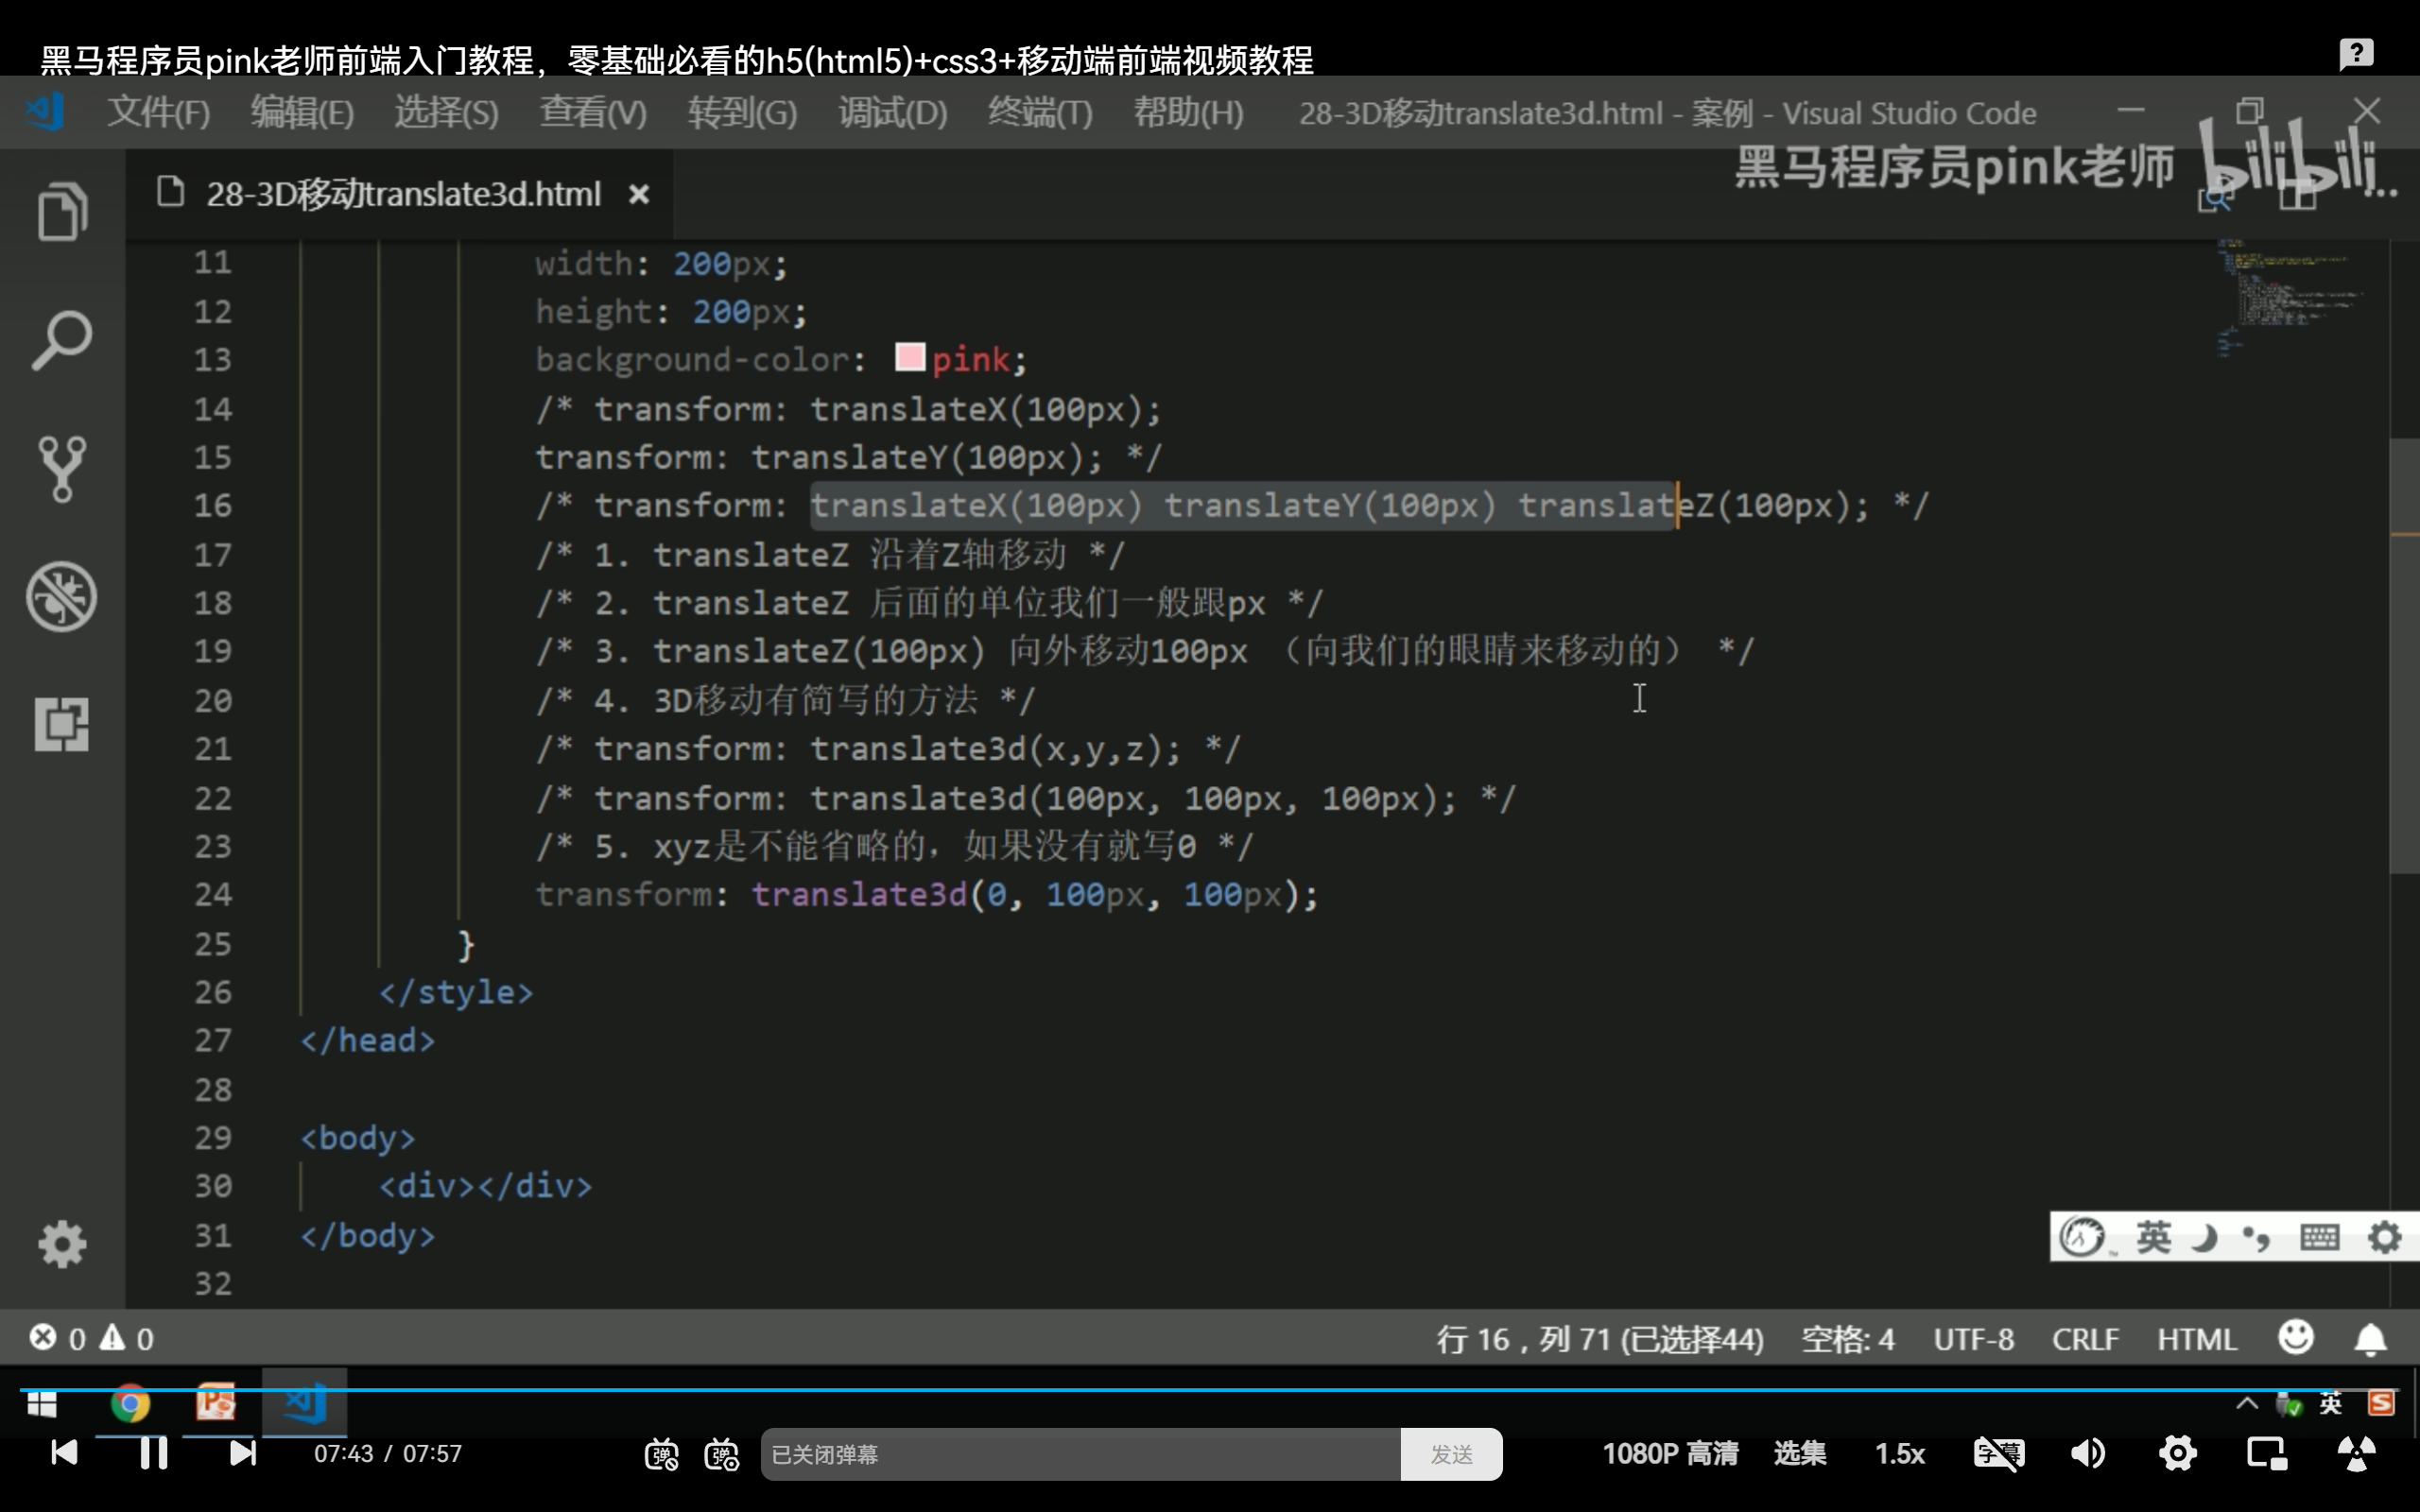 黑马程序员pink老师前端入门教程，零基础必看的h5(html5)+css3+移动端前端视频教程
文件(F) 编辑(E) 选择(S) 查看(V) 转到(G) 调试(D) 终端(T) 帮助(H) 28-3D移动translate3d.html - 案例 - Visual Studio Code
黑马程序员pink老师 bilibili
28-3D移动translate3d.html
11 width: 200px;
12 height: 200px;
13 background-color: pink;
14 /* transform: translateX(100px);
15 transform: translateY(100px); */
16 /* transform: translateX(100px) translateY(100px) translateZ(100px); */
17 /* 1. translateZ 沿着Z轴移动 */
18 /* 2. translateZ 后面的单位我们一般跟px */
19 /* 3. translateZ(100px) 向外移动100px （向我们的眼睛来移动的） */
20 /* 4. 3D移动有简写的方法 */
21 /* transform: translate3d(x,y,z); */
22 /* transform: translate3d(100px, 100px, 100px); */
23 /* 5. xyz是不能省略的，如果没有就写0 */
24 transform: translate3d(0, 100px, 100px);
25 }
26 </style>
27 </head>
28
29 <body>
30 <div></div>
31 </body>
32
英
0 0 行 16，列 71 (已选择44) 空格: 4 UTF-8 CRLF HTML
英
07:43 / 07:57 弹 弹 已关闭弹幕 发送 1080P 高清 选集 1.5x 字幕